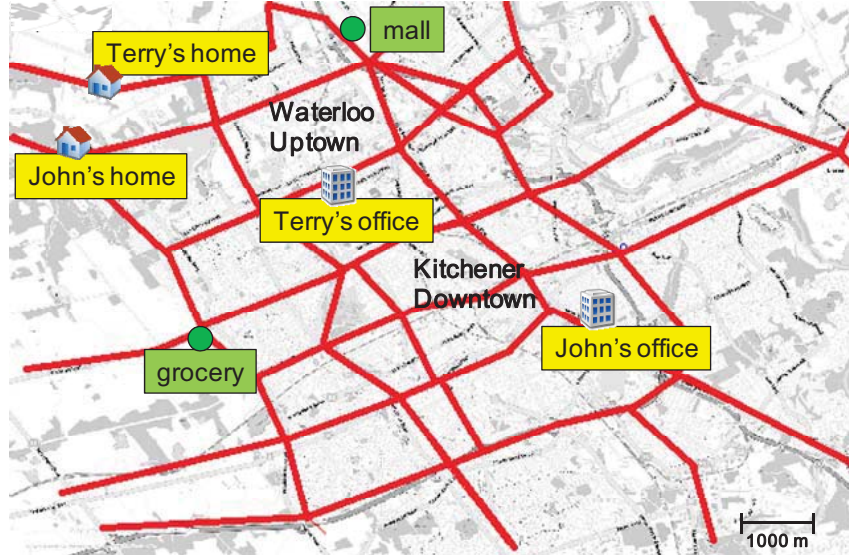 mall
Terry's home
Waterloo
Uptown
John's home
Terry's office
Kitchener
Downtown
John's office
grocery
1000 m